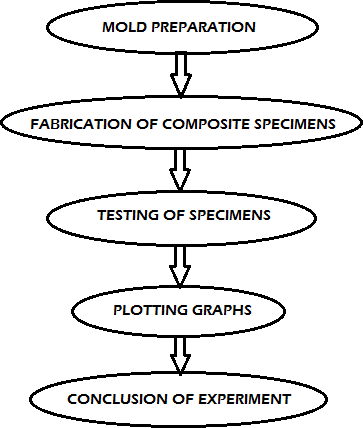 MOLD PREPARATION
FABRICATION OF COMPOSITE SPECIMENS
TESTING OF SPECIMENS
PLOTTING GRAPHS
CONCLUSION OF EXPERIMENT